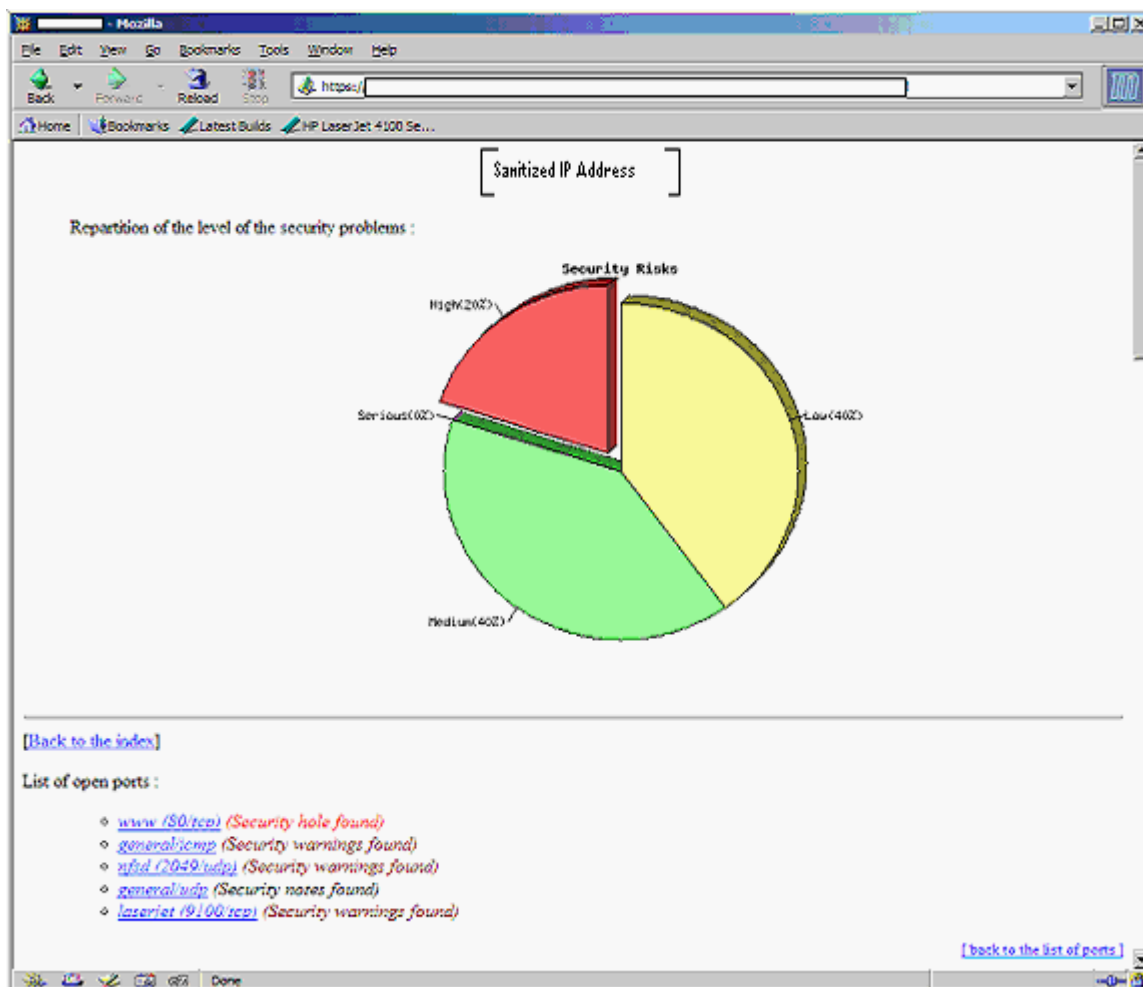 - Mozilla
File Edit View Go Bookmarks Tools Window Help
Back Forward Reload Stop https://
Home Bookmarks Latest Builds HP LaserJet 4100 Se...
Sanitized IP Address
Repartition of the level of the security problems :
Security Risks
High(20%)
Serious(0%)
Low(40%)
Medium(40%)
[Back to the index]
List of open ports :
www (80/tcp) (Security hole found)
general/icmp (Security warnings found)
nfsd (2049/udp) (Security warnings found)
general/udp (Security notes found)
laserjet (9100/tcp) (Security warnings found)
[ back to the list of ports ]
Done